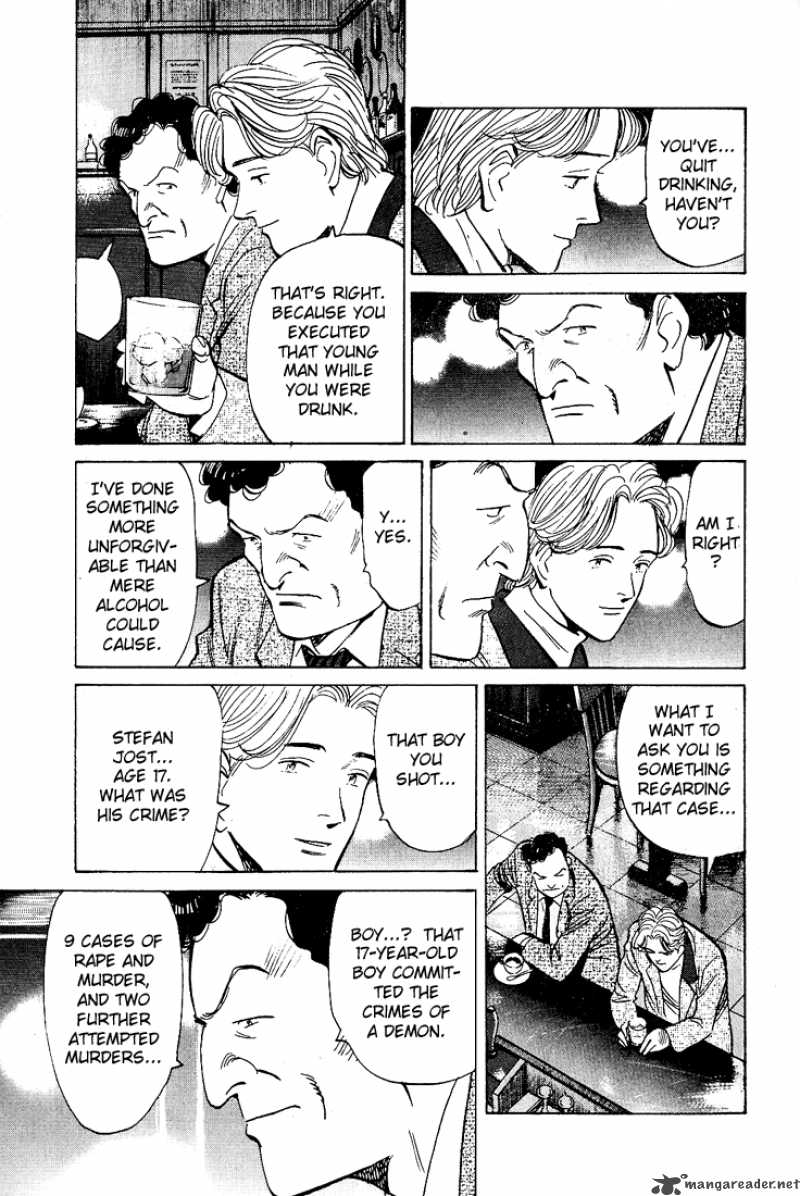 YOU'VE...
QUIT
DRINKING,
HAVEN'T
YOU?
THAT'S RIGHT.
BECAUSE YOU
EXECUTED
THAT YOUNG
MAN WHILE
YOU WERE
DRUNK.
AM I
RIGHT
?
Y...
YES.
I'VE DONE
SOMETHING
MORE
UNFORGIV-
ABLE THAN
MERE
ALCOHOL
COULD
CAUSE.
WHAT I
WANT TO
ASK YOU IS
SOMETHING
REGARDING
THAT CASE...
THAT BOY
YOU
SHOT...
STEFAN
JOST...
AGE 17.
WHAT WAS
HIS CRIME?
BOY...? THAT
17-YEAR-OLD
BOY COMMIT-
TED THE
CRIMES OF
A DEMON.
9 CASES OF
RAPE AND
MURDER,
AND TWO
FURTHER
ATTEMPTED
MURDERS...
mangareader.net